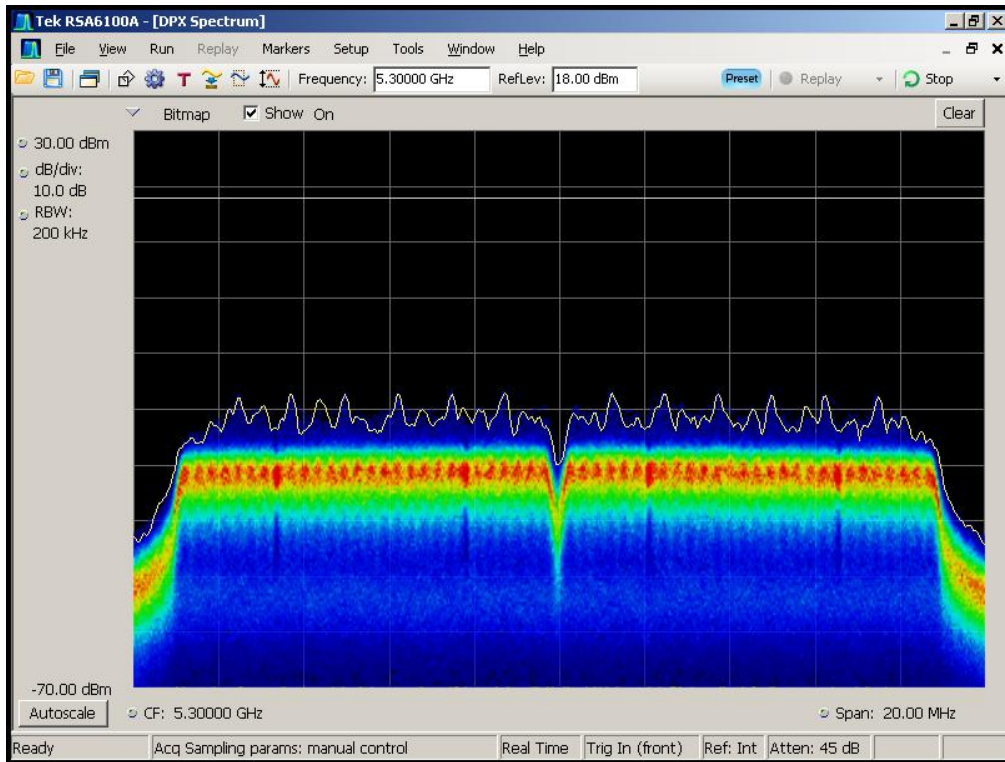 Tek RSA6100A - [DPX Spectrum]
File View Run Replay Markers Setup Tools Window Help
T Frequency: 5.30000 GHz RefLev: 18.00 dBm Preset Replay Stop
Bitmap Show On Clear
30.00 dBm
dB/div:
10.0 dB
RBW:
200 kHz
-70.00 dBm
Autoscale CF: 5.30000 GHz Span: 20.00 MHz
Ready Acq Sampling params: manual control Real Time Trig In (front) Ref: Int Atten: 45 dB